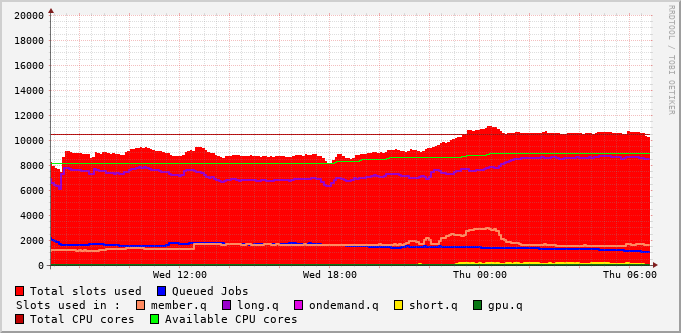 20000
18000
16000
14000
12000
10000
8000
6000
4000
2000
0
Wed 12:00 Wed 18:00 Thu 00:00 Thu 06:00
RRDTOOL / TOBI OETIKER
Total slots used Queued Jobs
Slots used in : member.q long.q ondemand.q short.q gpu.q
Total CPU cores Available CPU cores